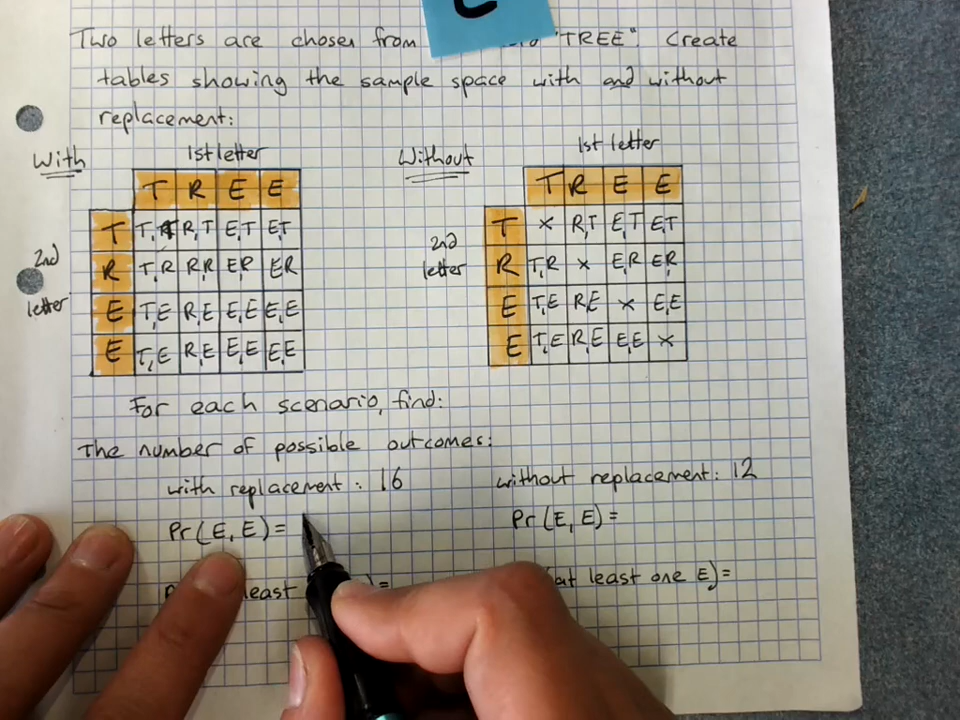 C
Two letters are chosen from "TREE". Create
tables showing the sample space with and without
replacement:
With
1st letter
T R E E
2nd letter
T T,T R,T E,T E,T
R T,R R,R E,R E,R
E T,E R,E E,E E,E
E T,E R,E E,E E,E
Without
1st letter
T R E E
2nd letter
T × R,T E,T E,T
R T,R × E,R E,R
E T,E R,E × E,E
E T,E R,E E,E ×
For each scenario, find:
The number of possible outcomes:
with replacement: 16
without replacement: 12
Pr(E, E) =
Pr(E, E) =
least ) =
at least one E) =